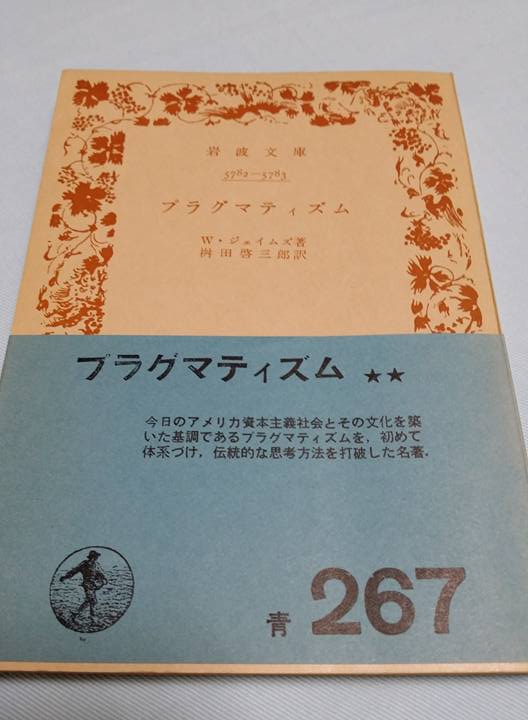 岩波文庫
5782—5783
プラグマティズム
W・ジェイムズ著
桝田啓三郎訳
プラグマティズム ★★
今日のアメリカ資本主義社会とその文化を築
いた基調であるプラグマティズムを、初めて
体系づけ、伝統的な思考方法を打破した名著.
青 267